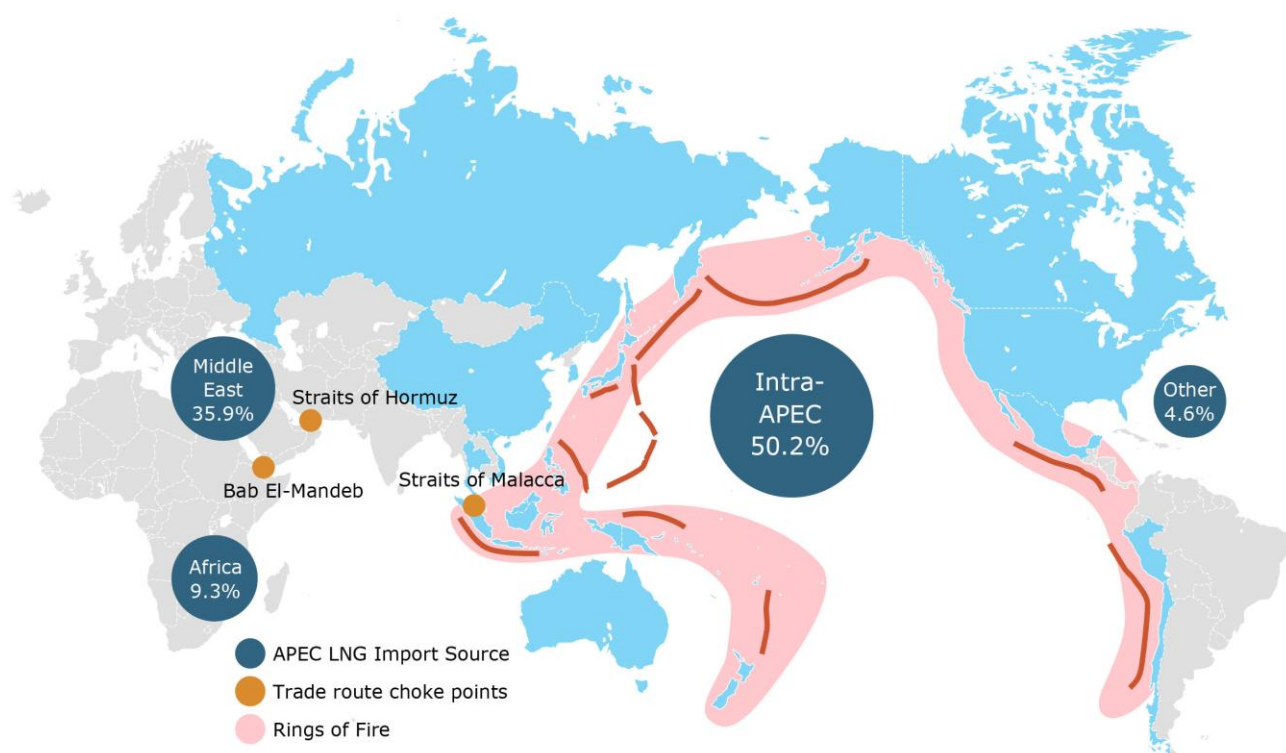 Middle
East
35.9%
Straits of Hormuz
Bab El-Mandeb
Straits of Malacca
Intra-
APEC
50.2%
Other
4.6%
Africa
9.3%
APEC LNG Import Source
Trade route choke points
Rings of Fire